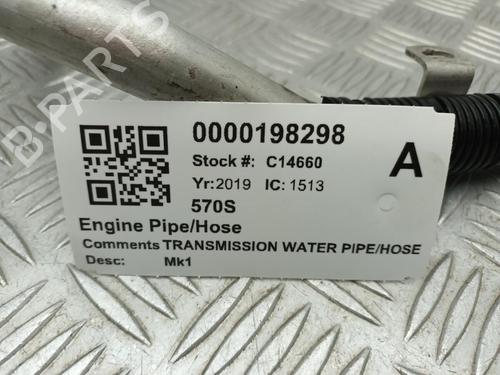 0000198298
Stock #: C14660
A
Yr: 2019 IC: 1513
570S
Engine Pipe/Hose
Comments TRANSMISSION WATER PIPE/HOSE
Desc: Mk1
B-PARTS